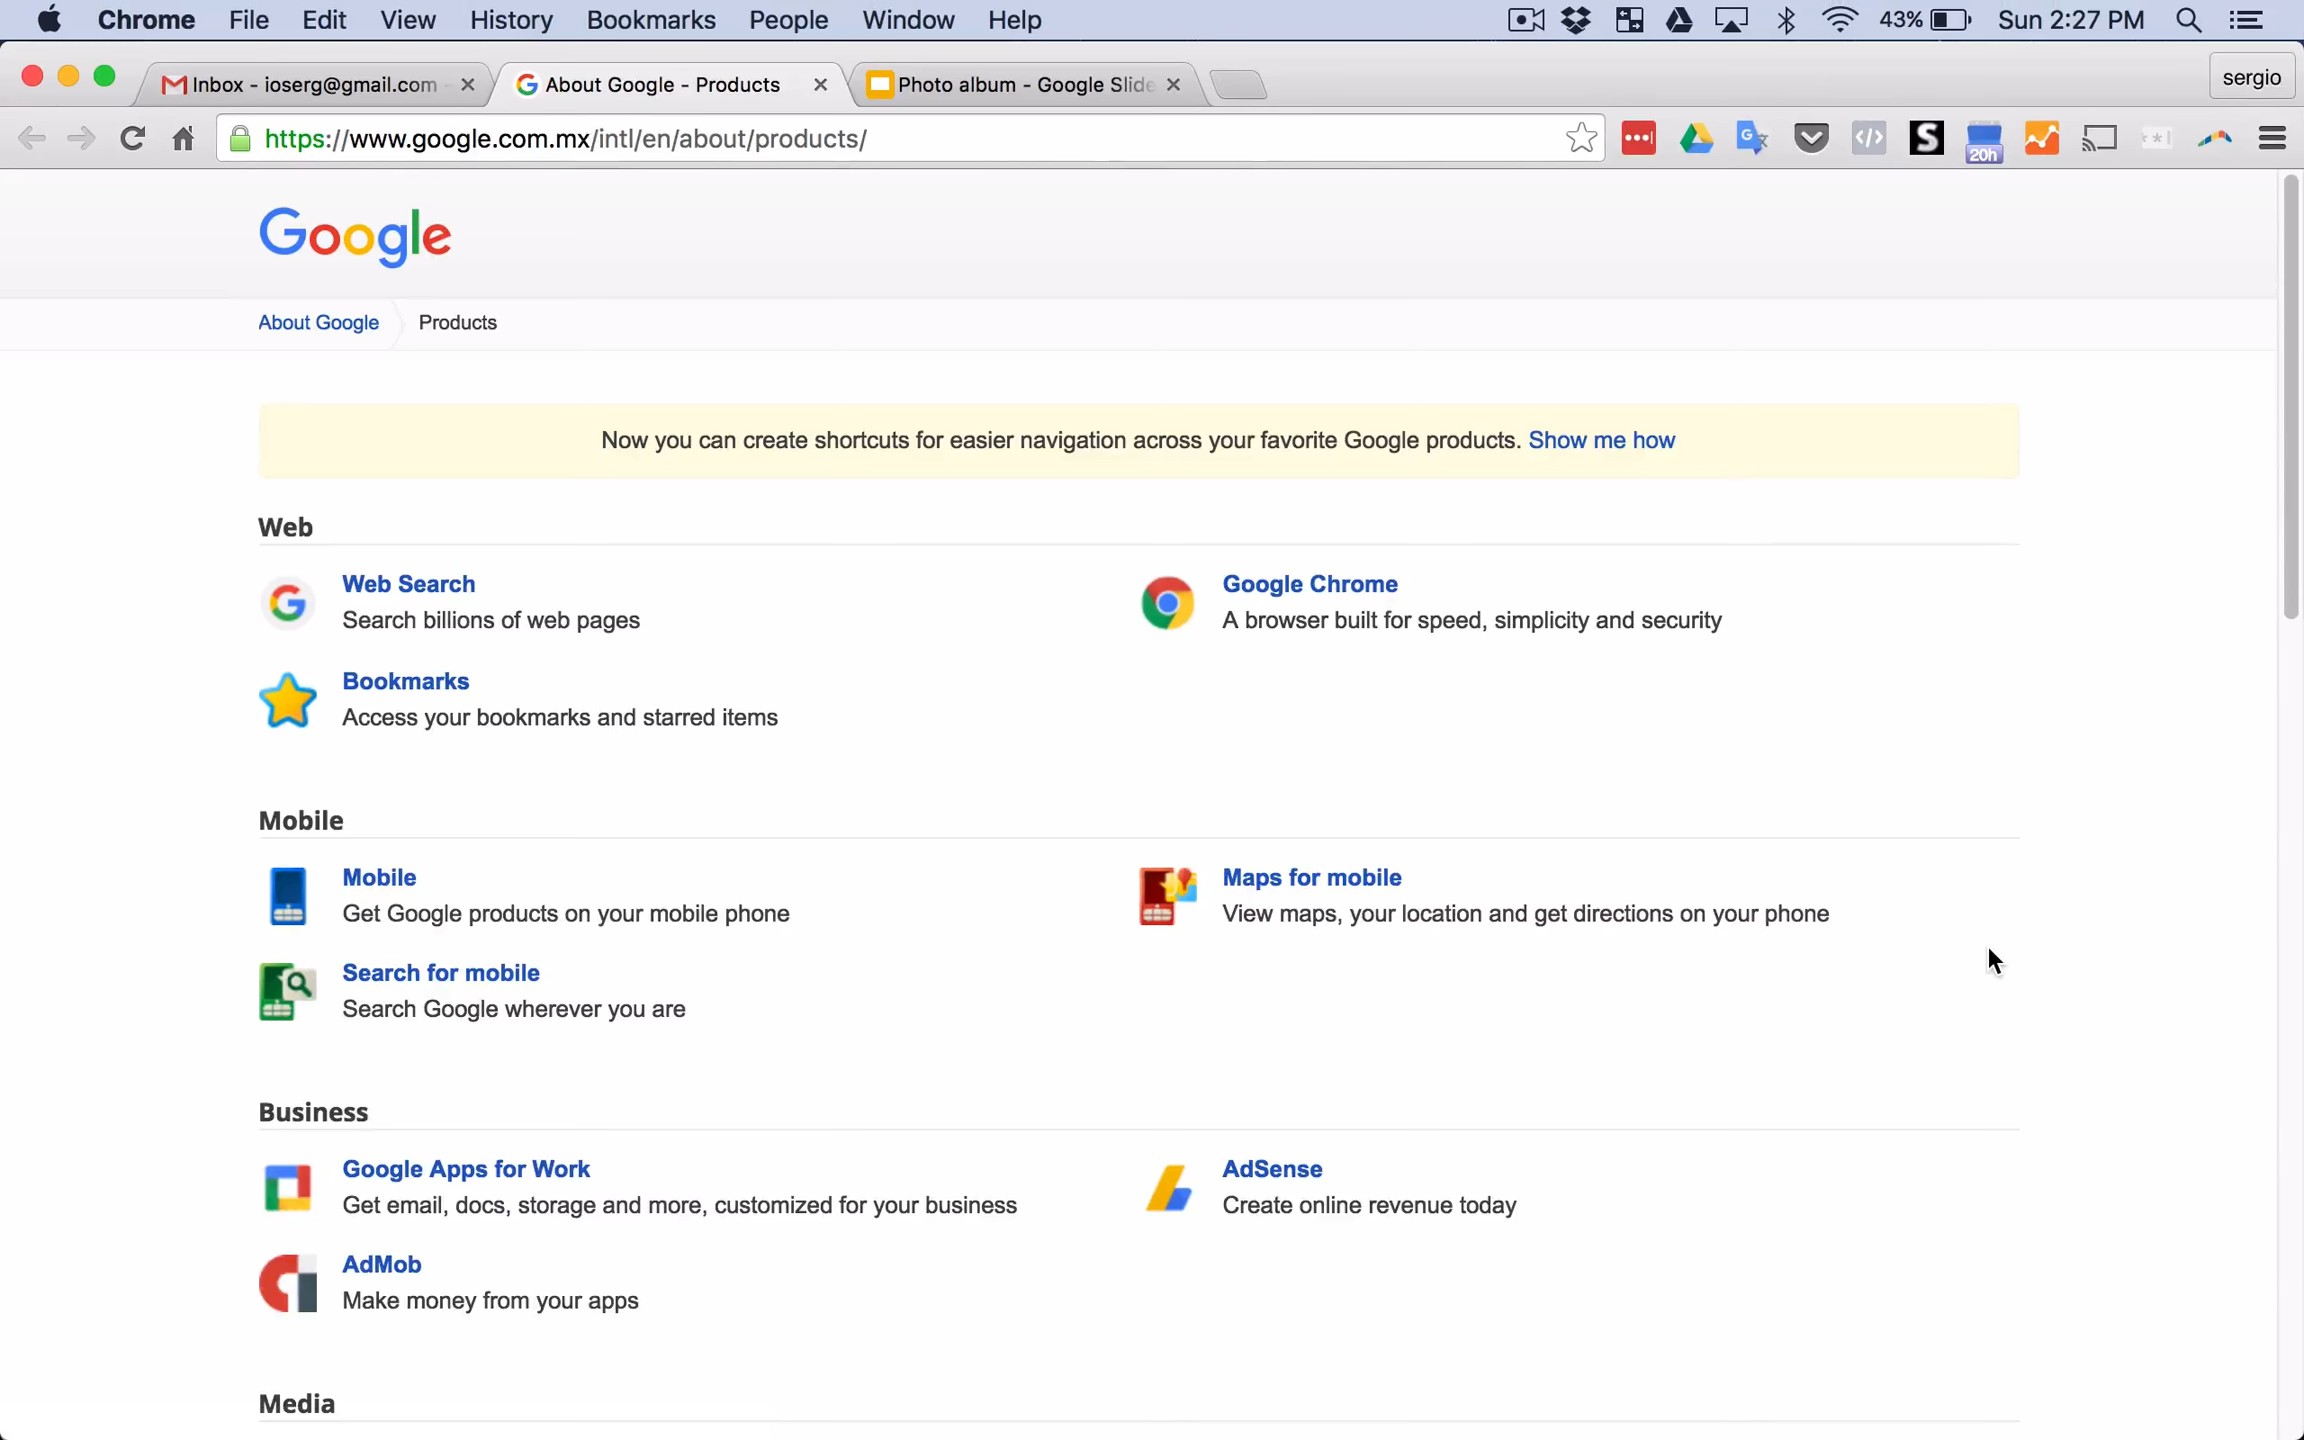 Chrome File Edit View History Bookmarks People Window Help 43% Sun 2:27 PM
Inbox - ioserg@gmail.com - About Google - Products Photo album - Google Slide sergio
https://www.google.com.mx/intl/en/about/products/ 20h
Google
About Google Products
Now you can create shortcuts for easier navigation across your favorite Google products. Show me how
Web
Web Search Google Chrome
Search billions of web pages A browser built for speed, simplicity and security
Bookmarks
Access your bookmarks and starred items
Mobile
Mobile Maps for mobile
Get Google products on your mobile phone View maps, your location and get directions on your phone
Search for mobile
Search Google wherever you are
Business
Google Apps for Work AdSense
Get email, docs, storage and more, customized for your business Create online revenue today
AdMob
Make money from your apps
Media